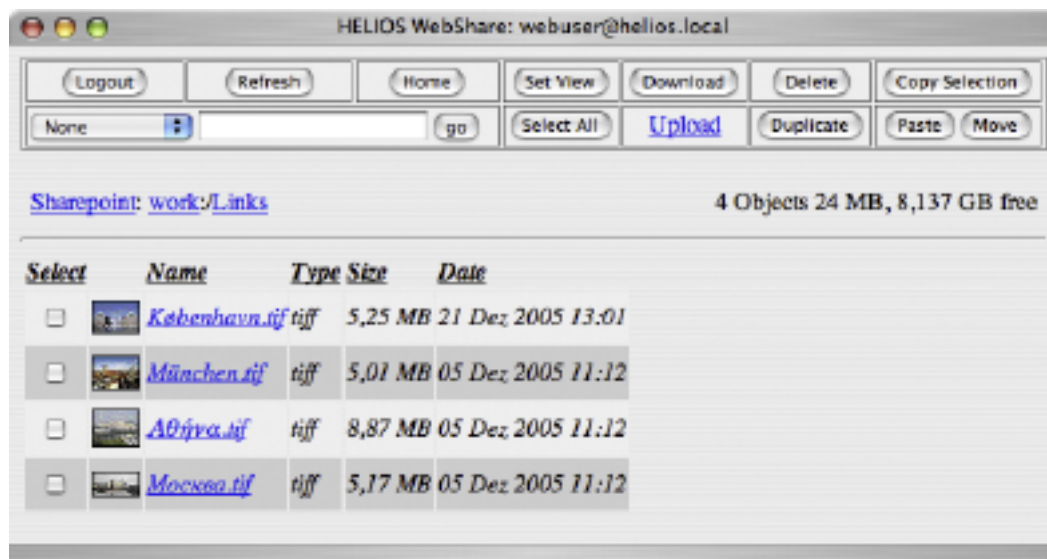 HELIOS WebShare: webuser@helios.local
Logout Refresh Home Set View Download Delete Copy Selection
None go Select All Upload Duplicate Paste Move
Sharepoint: work:/Links 4 Objects 24 MB, 8,137 GB free
Select Name Type Size Date
København.tif tiff 5,25 MB 21 Dez 2005 13:01
München.tif tiff 5,01 MB 05 Dez 2005 11:12
Αθήνα.tif tiff 8,87 MB 05 Dez 2005 11:12
Москва.tif tiff 5,17 MB 05 Dez 2005 11:12